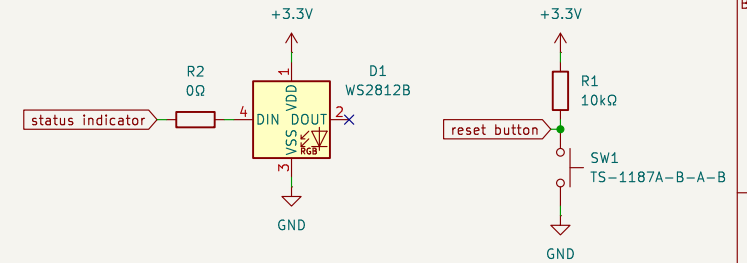 +3.3V
R2
0Ω
status indicator
4
1
DIN
VDD
DOUT
VSS
RGB
2
3
D1
WS2812B
GND
+3.3V
R1
10kΩ
reset button
SW1
TS-1187A-B-A-B
GND